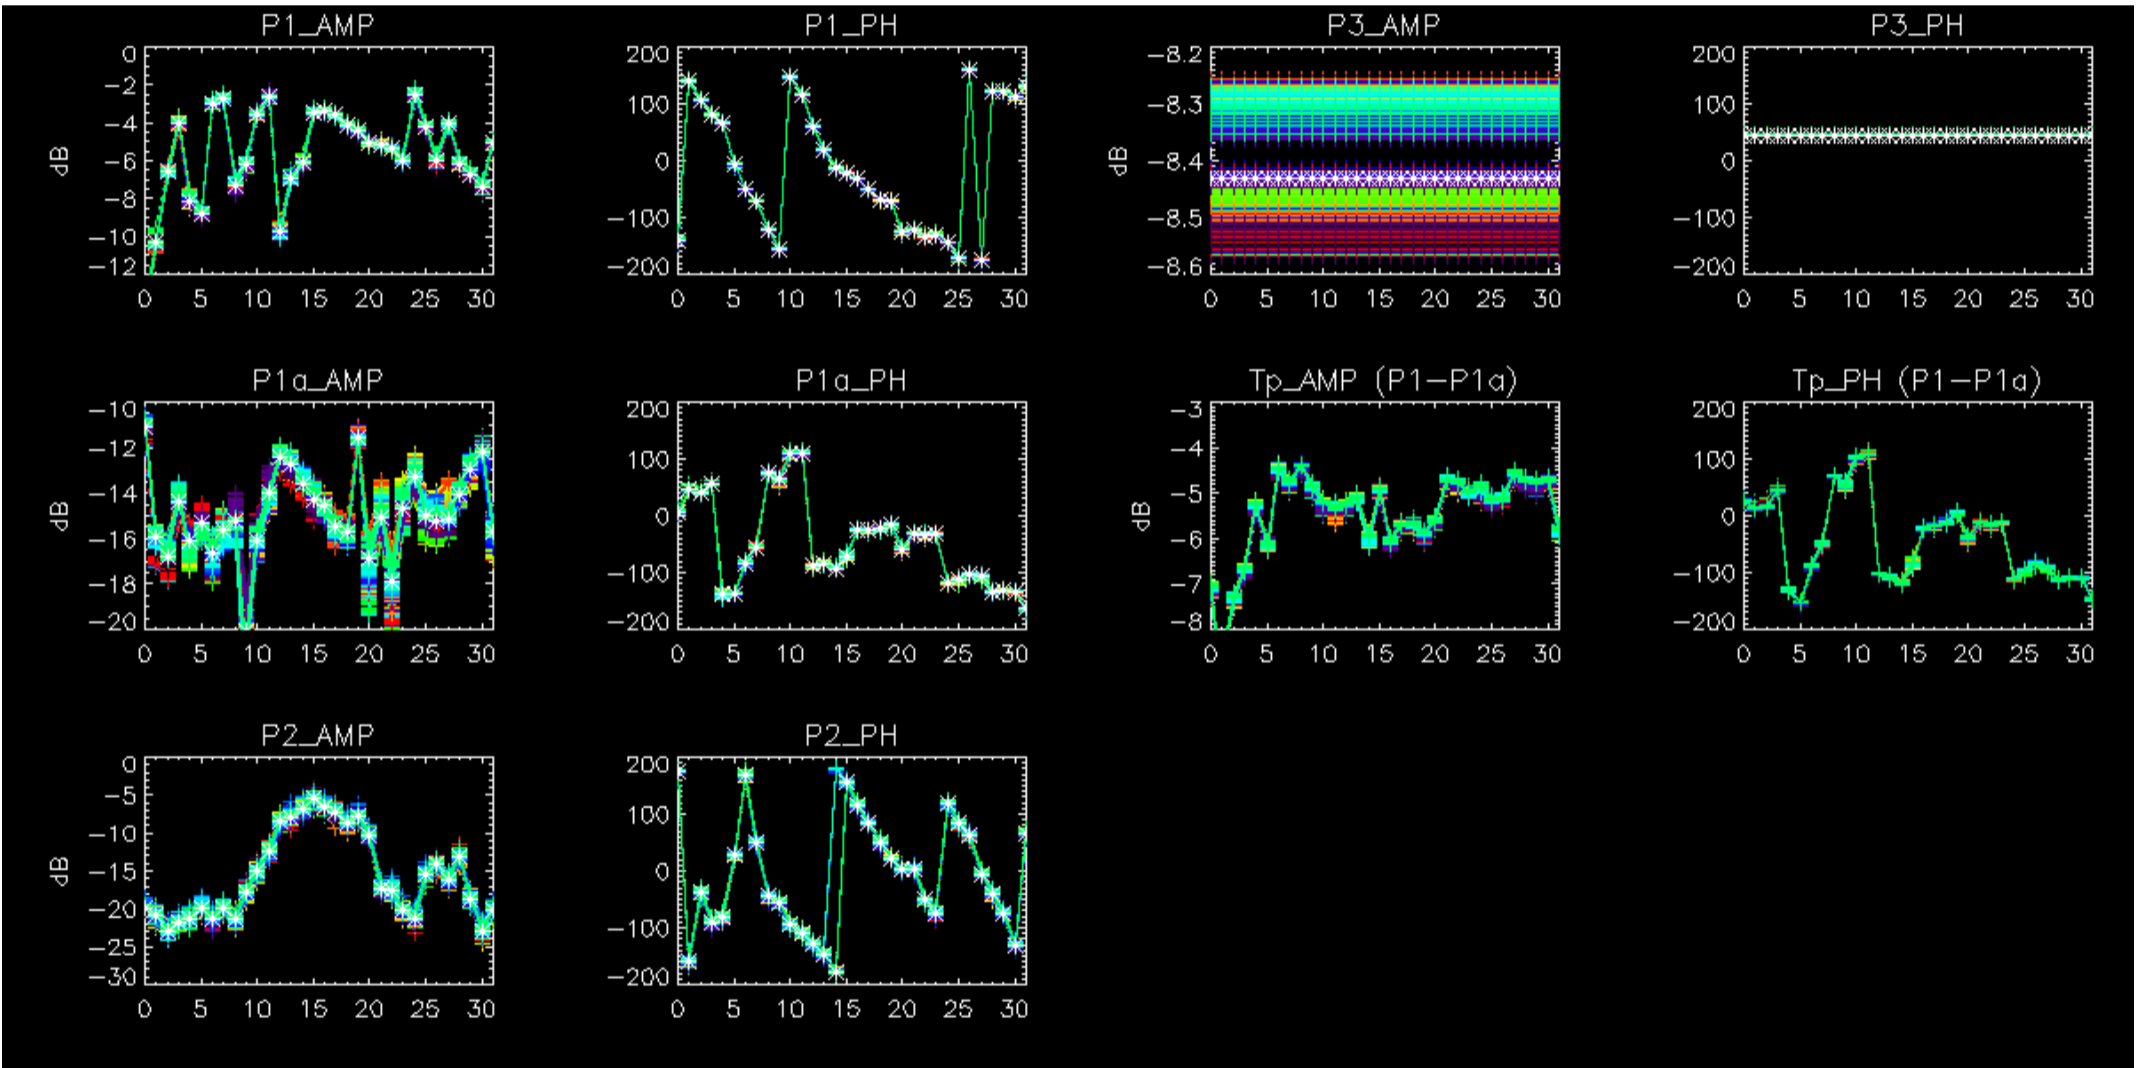 P1_AMP
P1_PH
P3_AMP
P3_PH
0
−2
−4
−6
−8
−10
−12
dB
0 5 10 15 20 25 30
200
100
0
−100
−200
0 5 10 15 20 25 30
−8.2
−8.3
−8.4
−8.5
−8.6
dB
0 5 10 15 20 25 30
200
100
0
−100
−200
0 5 10 15 20 25 30
P1a_AMP
P1a_PH
Tp_AMP (P1−P1a)
Tp_PH (P1−P1a)
−10
−12
−14
−16
−18
−20
dB
0 5 10 15 20 25 30
200
100
0
−100
−200
0 5 10 15 20 25 30
−3
−4
−5
−6
−7
−8
dB
0 5 10 15 20 25 30
200
100
0
−100
−200
0 5 10 15 20 25 30
P2_AMP
P2_PH
0
−5
−10
−15
−20
−25
−30
dB
0 5 10 15 20 25 30
200
100
0
−100
−200
0 5 10 15 20 25 30